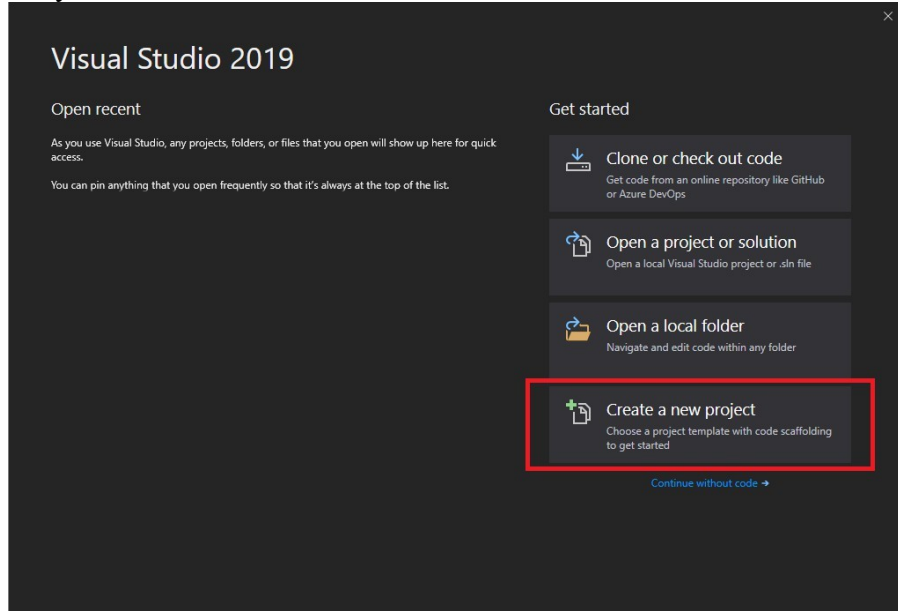 Visual Studio 2019
Open recent
As you use Visual Studio, any projects, folders, or files that you open will show up here for quick
access.
You can pin anything that you open frequently so that it's always at the top of the list.
Get started
Clone or check out code
Get code from an online repository like GitHub
or Azure DevOps
Open a project or solution
Open a local Visual Studio project or .sln file
Open a local folder
Navigate and edit code within any folder
Create a new project
Choose a project template with code scaffolding
to get started
Continue without code →